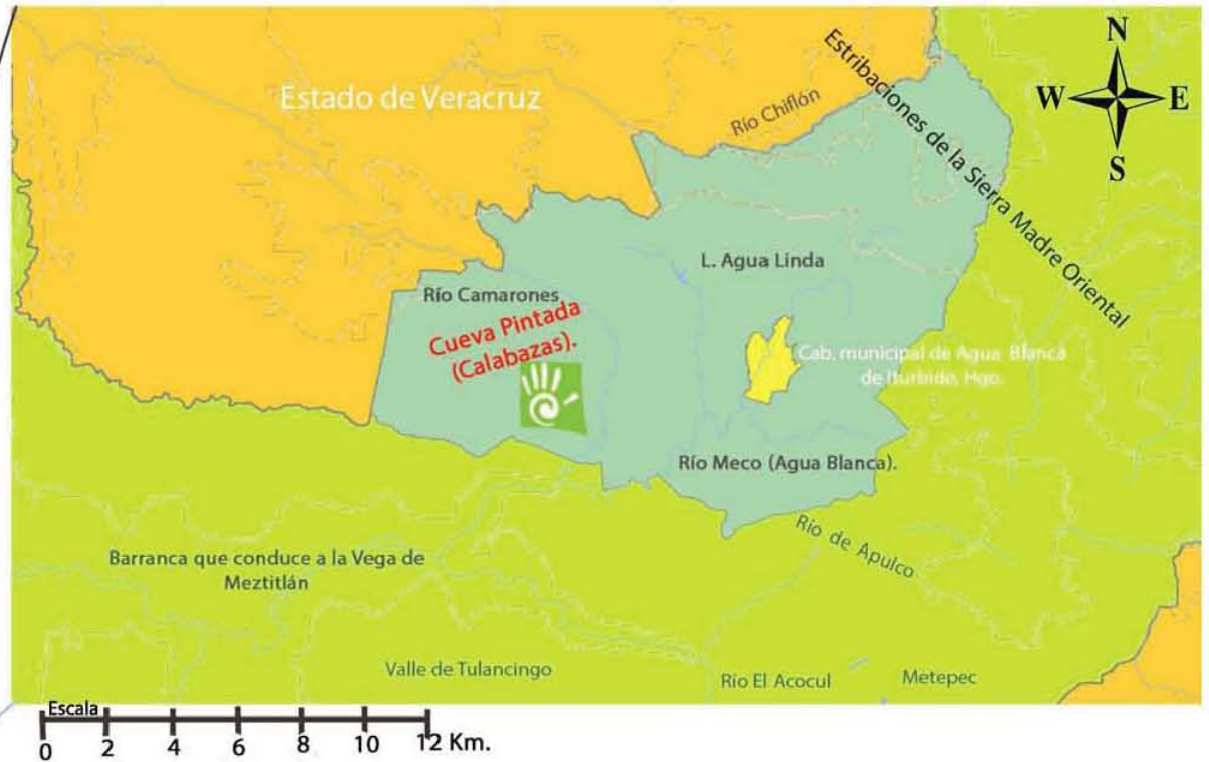 N
W E
S
Estribaciones de la Sierra Madre Oriental
Estado de Veracruz
Río Chiflón
L. Agua Linda
Río Camarones
Cueva Pintada
(Calabazas).
Cab. municipal de Agua Blanca
de Iturbide, Hgo.
Río Meco (Agua Blanca).
Río de Apulco
Barranca que conduce a la Vega de
Meztitlán
Valle de Tulancingo
Río El Acocul
Metepec
Escala
0 2 4 6 8 10 12 Km.